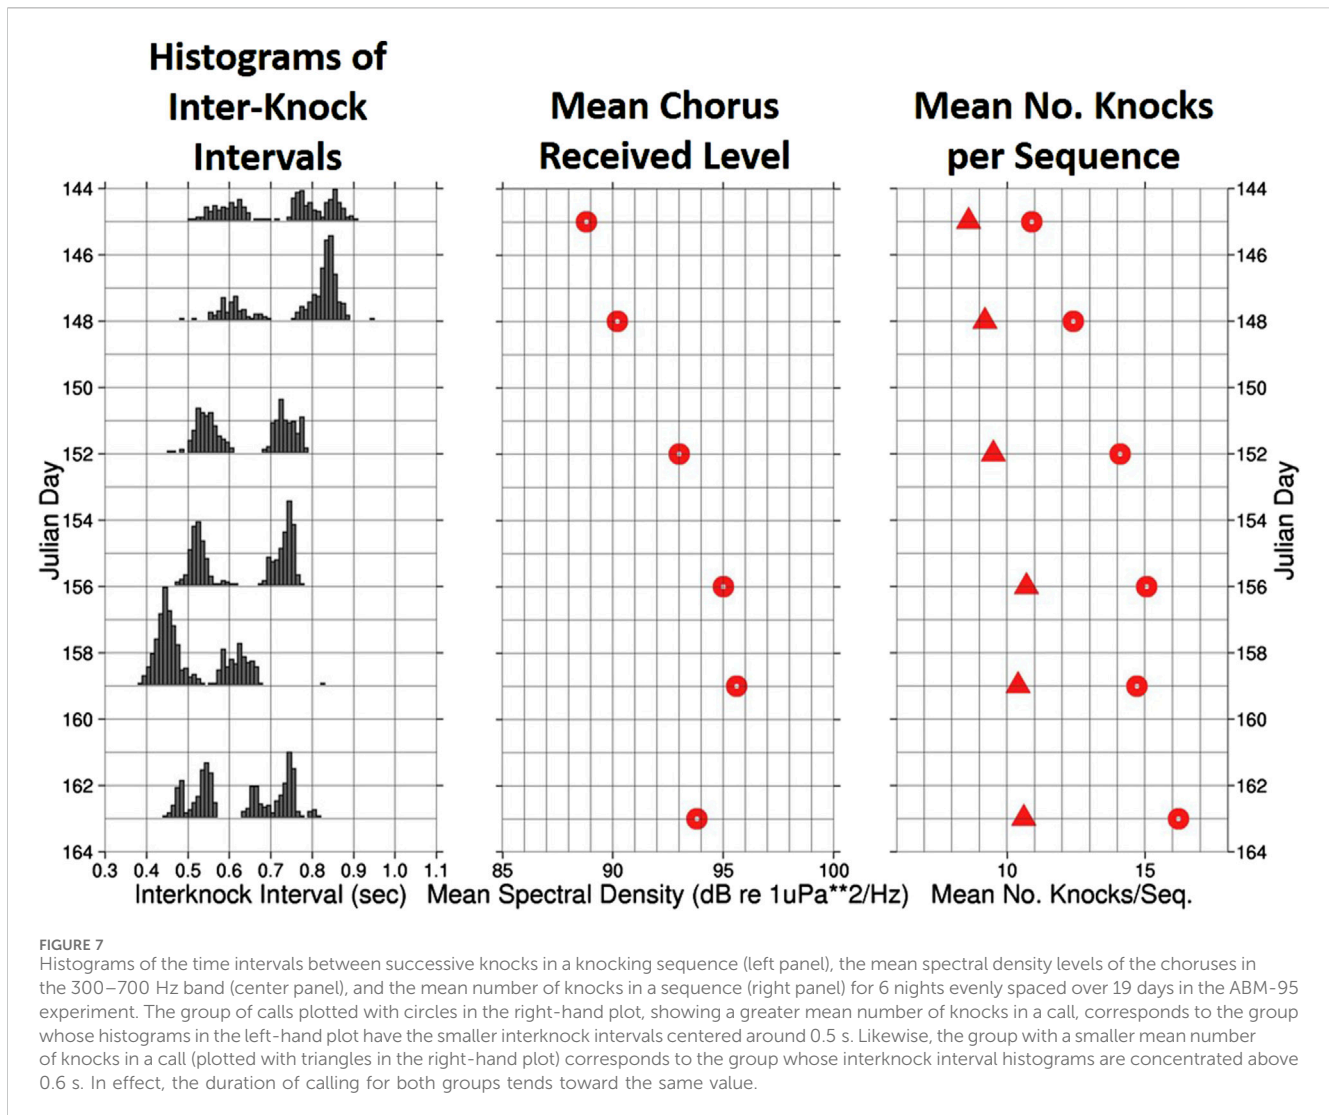 Histograms of
Inter-Knock
Intervals
Mean Chorus
Received Level
Mean No. Knocks
per Sequence
144
146
148
150
152
154
156
158
160
162
164
Julian Day
0.3 0.4 0.5 0.6 0.7 0.8 0.9 1.0 1.1
Interknock Interval (sec)
85 90 95 100
Mean Spectral Density (dB re 1uPa**2/Hz)
10 15
Mean No. Knocks/Seq.
144
146
148
150
152
154
156
158
160
162
164
Julian Day
FIGURE 7
Histograms of the time intervals between successive knocks in a knocking sequence (left panel), the mean spectral density levels of the choruses in
the 300–700 Hz band (center panel), and the mean number of knocks in a sequence (right panel) for 6 nights evenly spaced over 19 days in the ABM-95
experiment. The group of calls plotted with circles in the right-hand plot, showing a greater mean number of knocks in a call, corresponds to the group
whose histograms in the left-hand plot have the smaller interknock intervals centered around 0.5 s. Likewise, the group with a smaller mean number
of knocks in a call (plotted with triangles in the right-hand plot) corresponds to the group whose interknock interval histograms are concentrated above
0.6 s. In effect, the duration of calling for both groups tends toward the same value.